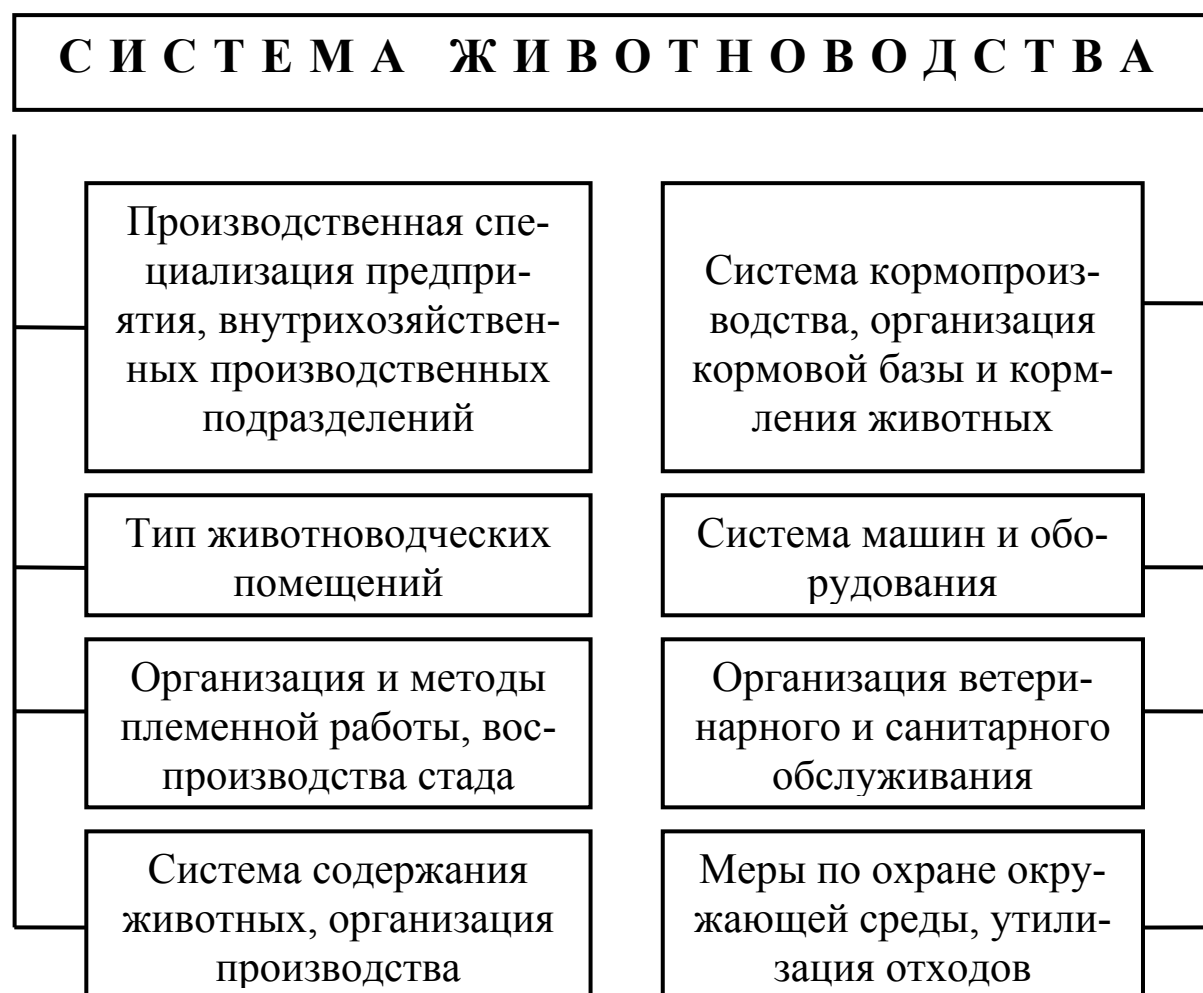 СИСТЕМА ЖИВОТНОВОДСТВА
Производственная спе-
циализация предпри-
ятия, внутрихозяйствен-
ных производственных
подразделений
Система кормопроиз-
водства, организация
кормовой базы и корм-
ления животных
Тип животноводческих
помещений
Система машин и обо-
рудования
Организация и методы
племенной работы, вос-
производства стада
Организация ветери-
нарного и санитарного
обслуживания
Система содержания
животных, организация
производства
Меры по охране окру-
жающей среды, утили-
зация отходов